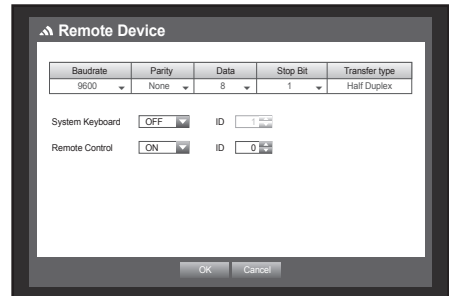 Remote Device
Baudrate Parity Data Stop Bit Transfer type
9600 None 8 1 Half Duplex
System Keyboard OFF ID 1
Remote Control ON ID 0
OK Cancel